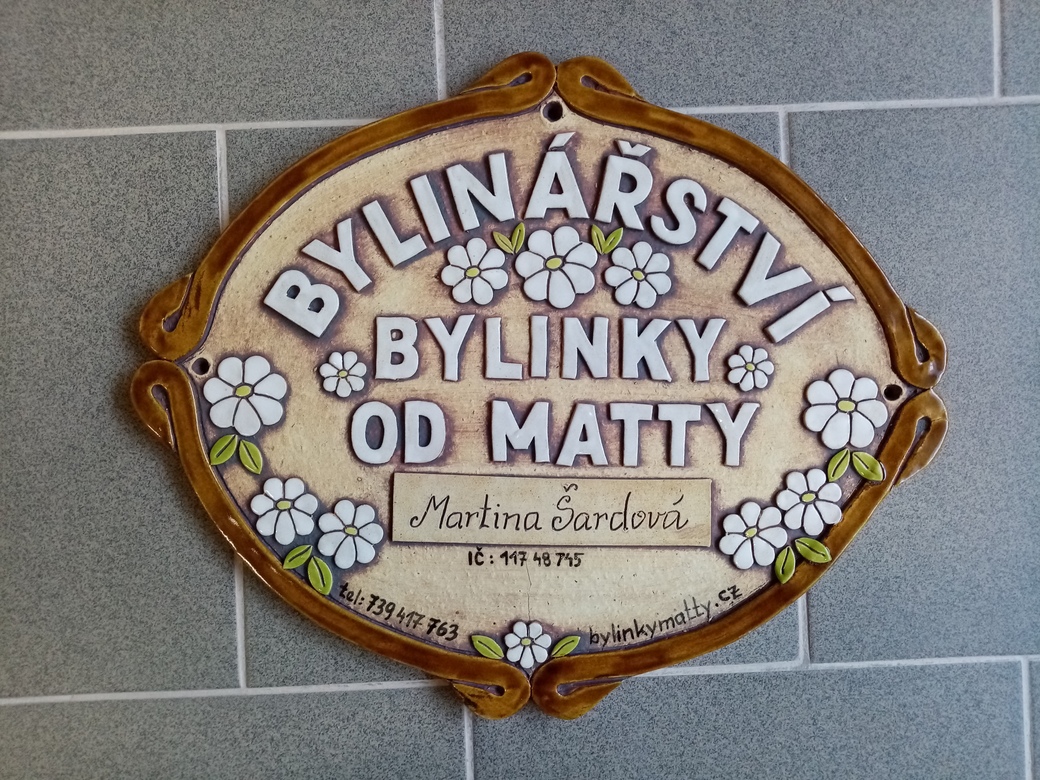 BYLINÁŘSTVÍ
BYLINKY
OD MATTY
Martina Šardová
IČ: 117 48 745
tel: 739 417 763
bylinkymatty.cz